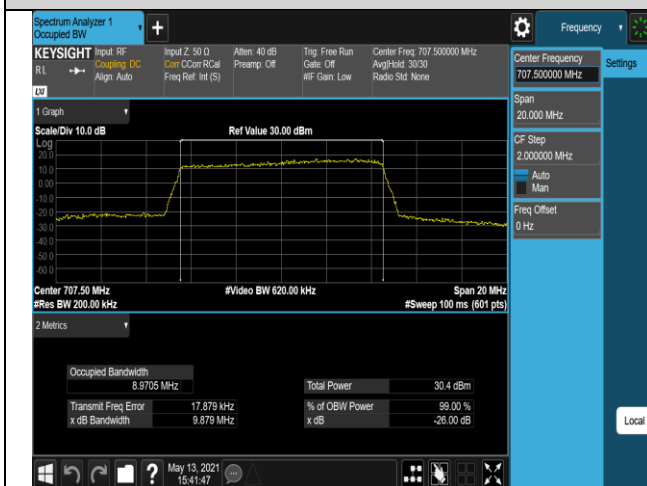 Spectrum Analyzer 1
Occupied BW
+
Frequency
KEYSIGHT
RL
LXI
Input: RF
Coupling: DC
Align: Auto
Input Z: 50 Ω
Corr CCorr RCal
Freq Ref: Int (S)
Atten: 40 dB
Preamp: Off
Trig: Free Run
Gate: Off
#IF Gain: Low
Center Freq: 707.500000 MHz
Avg|Hold: 30/30
Radio Std: None
Center Frequency
707.500000 MHz
Settings
Span
20.000 MHz
CF Step
2.000000 MHz
Auto
Man
Freq Offset
0 Hz
Local
1 Graph
Scale/Div 10.0 dB
Ref Value 30.00 dBm
Log
20.0
10.0
0.00
-10.0
-20.0
-30.0
-40.0
-50.0
-60.0
Center 707.50 MHz
#Video BW 620.00 kHz
Span 20 MHz
#Res BW 200.00 kHz
#Sweep 100 ms (601 pts)
2 Metrics
Occupied Bandwidth
8.9705 MHz
Total Power 30.4 dBm
Transmit Freq Error 17.879 kHz
% of OBW Power 99.00 %
x dB Bandwidth 9.879 MHz
x dB -26.00 dB
?
May 13, 2021
15:41:47